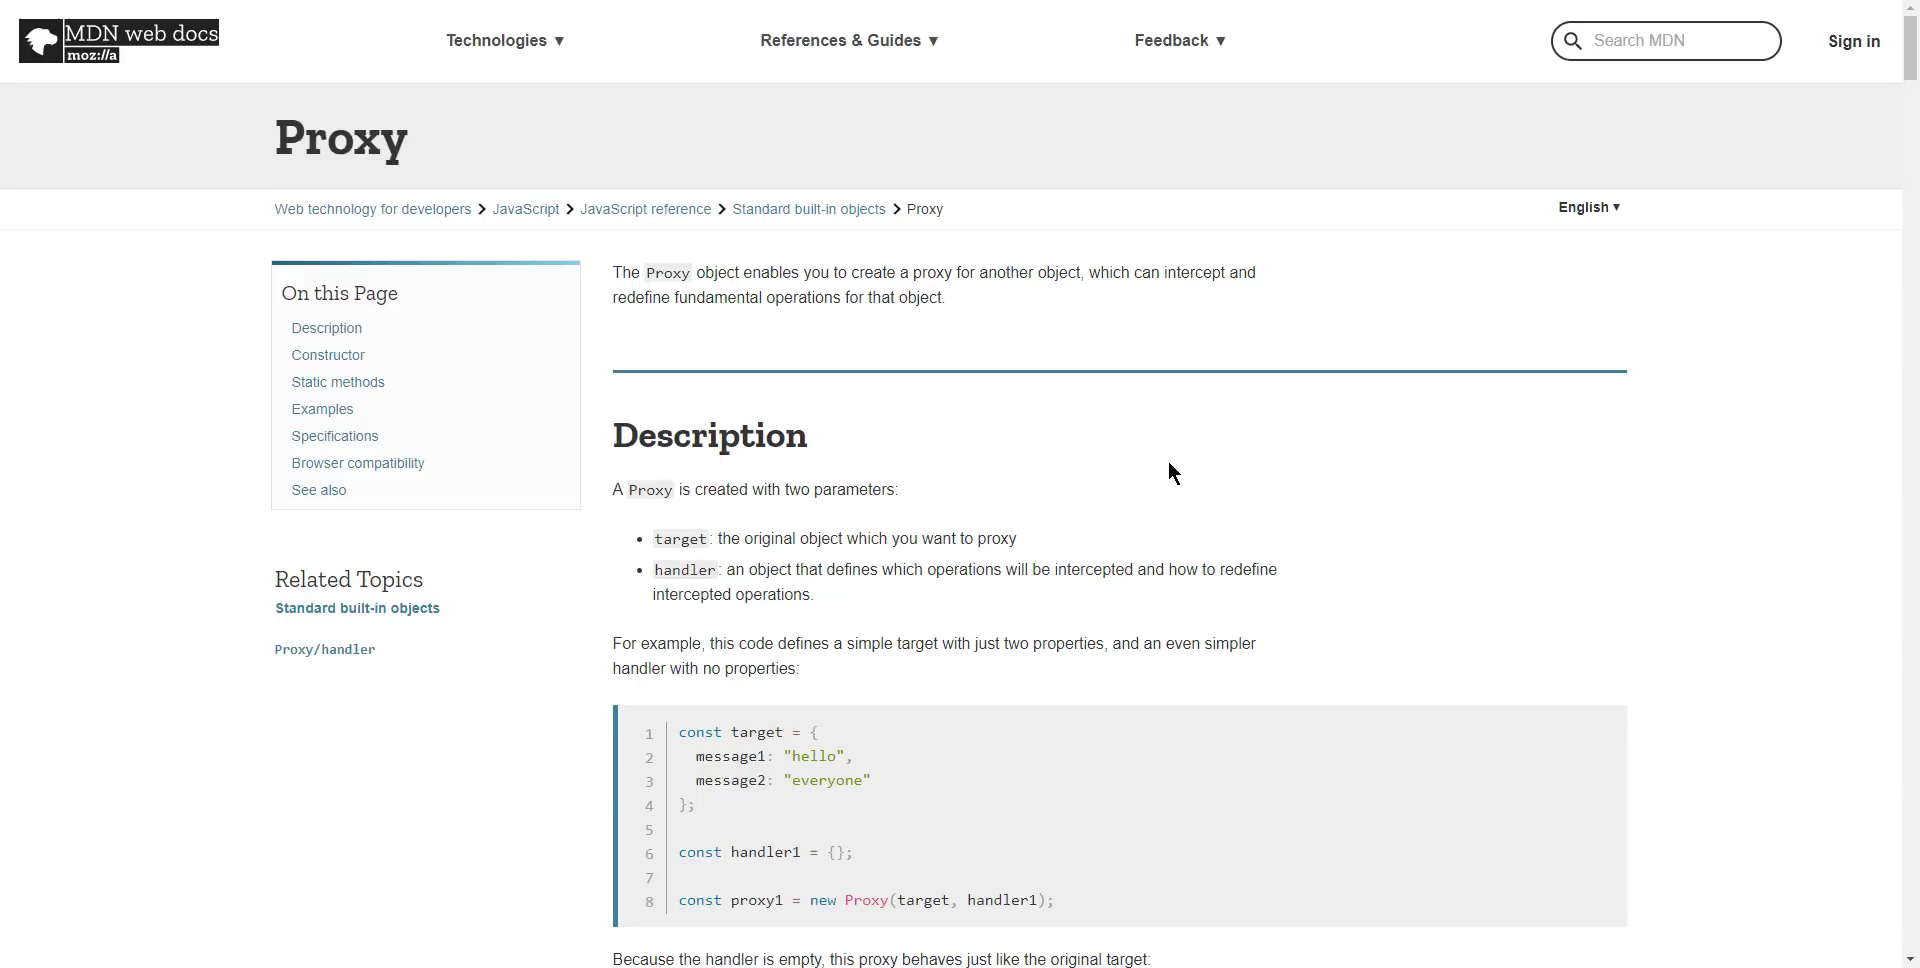 MDN web docs
moz://a
Technologies ▼
References & Guides ▼
Feedback ▼
Search MDN
Sign in
Proxy
Web technology for developers > JavaScript > JavaScript reference > Standard built-in objects > Proxy
English ▼
On this Page
Description
Constructor
Static methods
Examples
Specifications
Browser compatibility
See also
Related Topics
Standard built-in objects
Proxy/handler
The Proxy object enables you to create a proxy for another object, which can intercept and
redefine fundamental operations for that object.
Description
A Proxy is created with two parameters:
• target: the original object which you want to proxy
• handler: an object that defines which operations will be intercepted and how to redefine
intercepted operations.
For example, this code defines a simple target with just two properties, and an even simpler
handler with no properties:
1 const target = {
2   message1: "hello",
3   message2: "everyone"
4 };
5
6 const handler1 = {};
7
8 const proxy1 = new Proxy(target, handler1);
Because the handler is empty, this proxy behaves just like the original target: